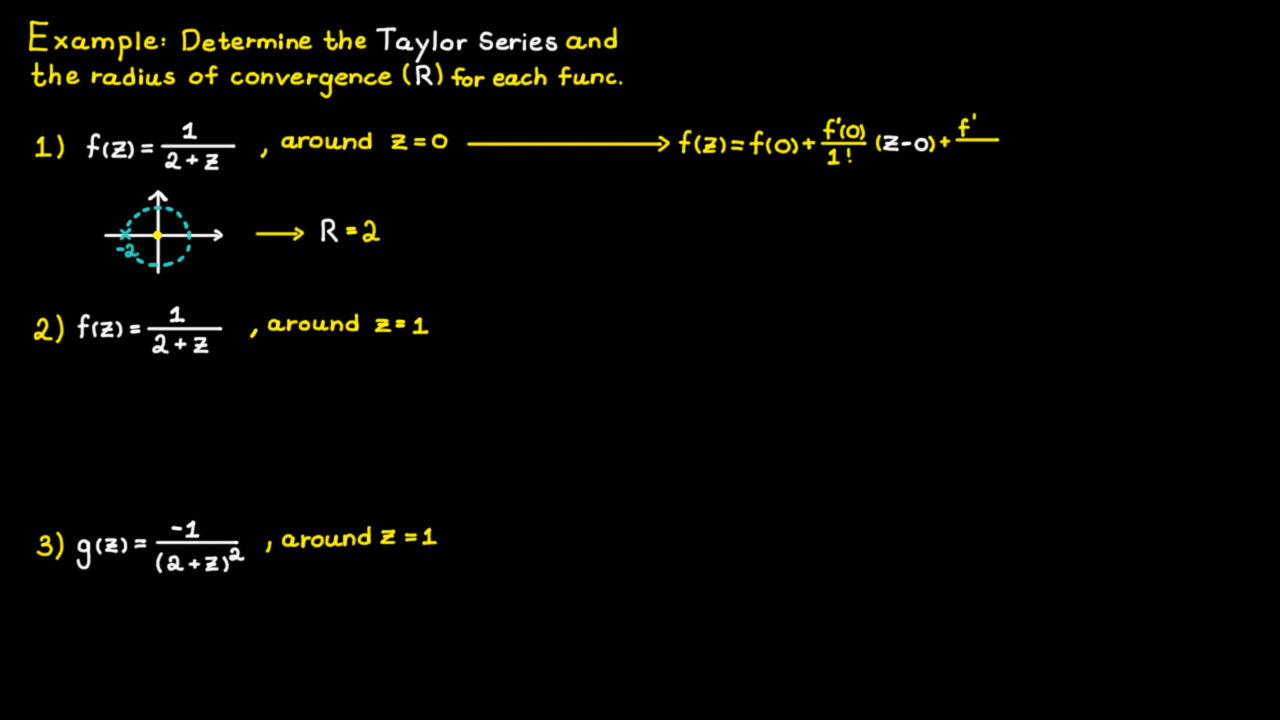 Example: Determine the Taylor Series and
the radius of convergence (R) for each func.
1) f(z) = 1/(2+z) , around z=0 → f(z) = f(0) + f'(0)/1! (z-0) + f'
-2 → R = 2
2) f(z) = 1/(2+z) , around z=1
3) g(z) = -1/(2+z)² , around z=1